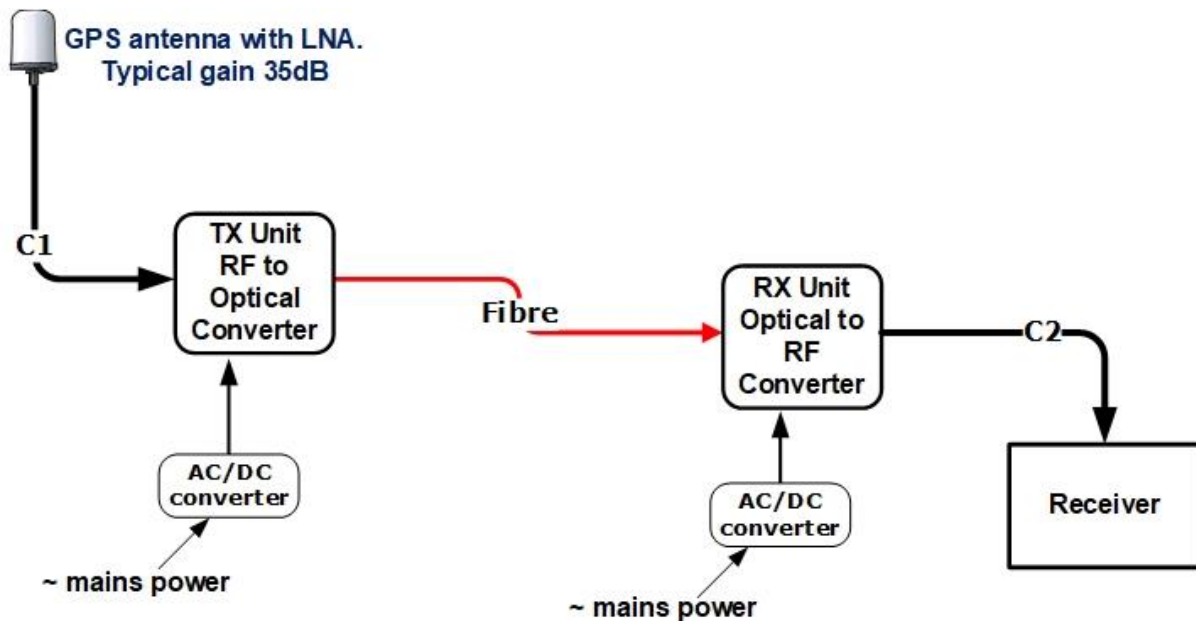 GPS antenna with LNA.
Typical gain 35dB
C1
TX Unit
RF to
Optical
Converter
Fibre
RX Unit
Optical to
RF
Converter
C2
AC/DC
converter
~ mains power
AC/DC
converter
~ mains power
Receiver